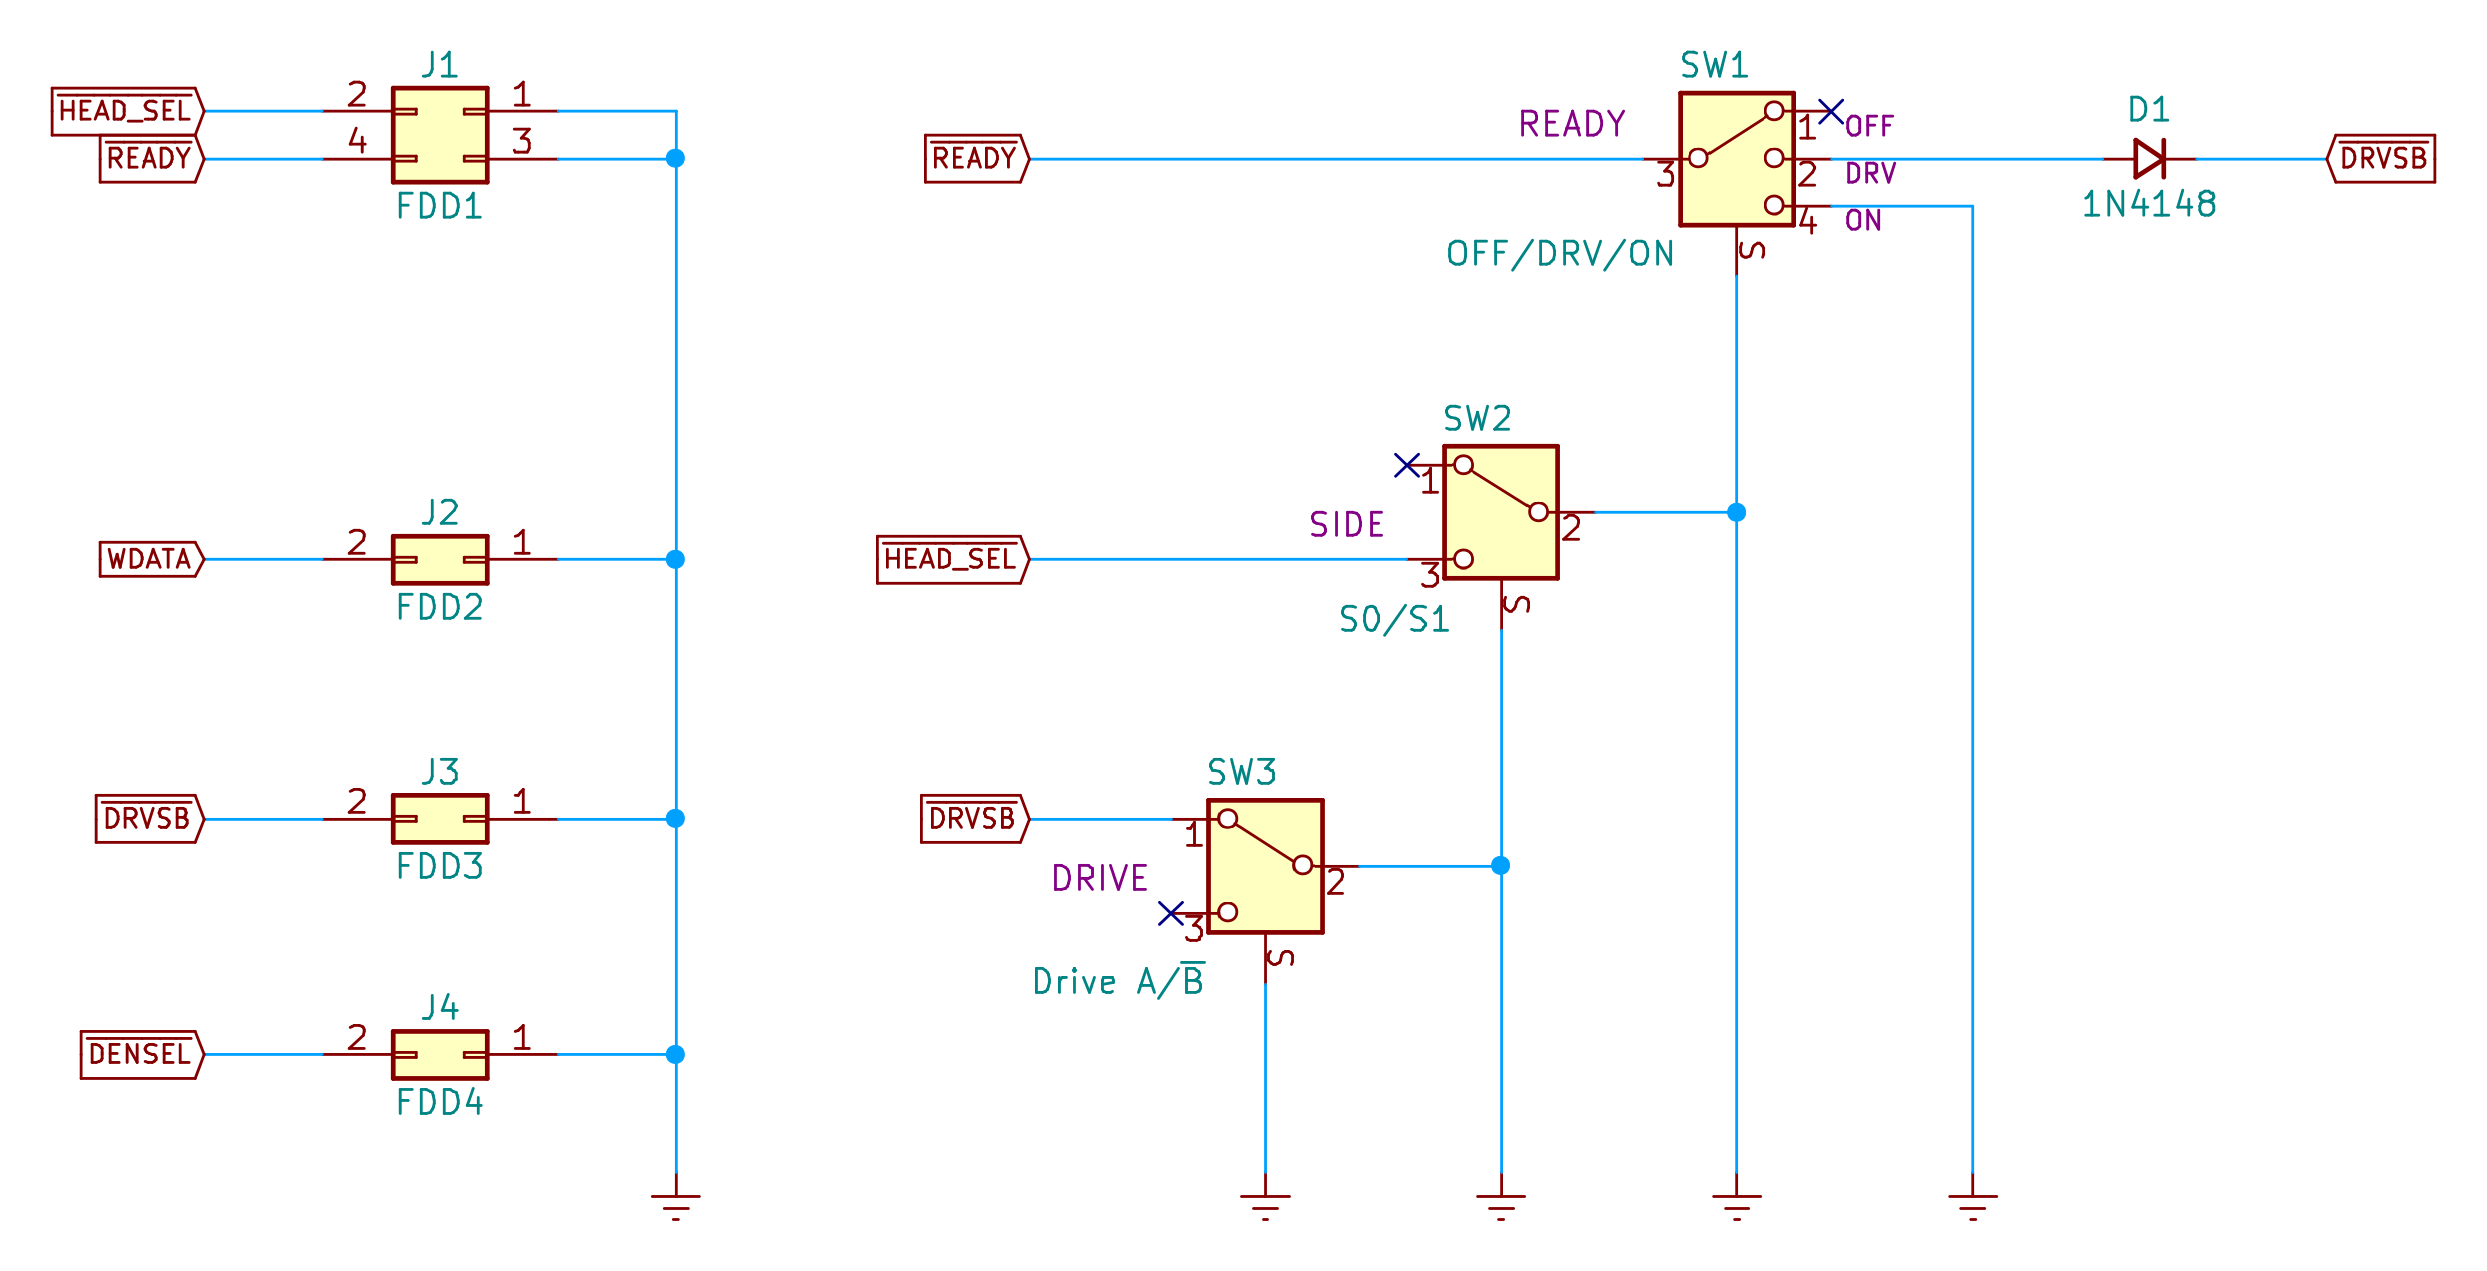 J1
HEAD_SEL 2 1
READY 4 3
FDD1
J2
WDATA 2 1
FDD2
J3
DRVSB 2 1
FDD3
J4
DENSEL 2 1
FDD4
SW1
READY
READY 3
1 OFF
2 DRV
4 ON
S
OFF/DRV/ON
D1
1N4148
DRVSB
SW2
1
SIDE
2
HEAD_SEL 3
S
S0/S1
SW3
DRVSB 1
DRIVE
2
3
S
Drive A/B̅